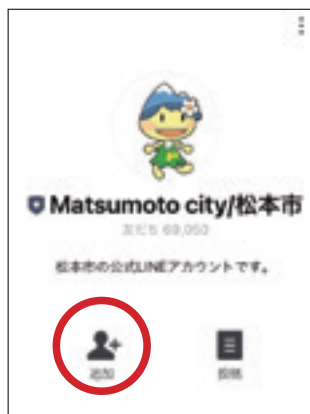 Matsumoto city/松本市
友だち 69,050
松本市の公式LINEアカウントです。
追加
投稿